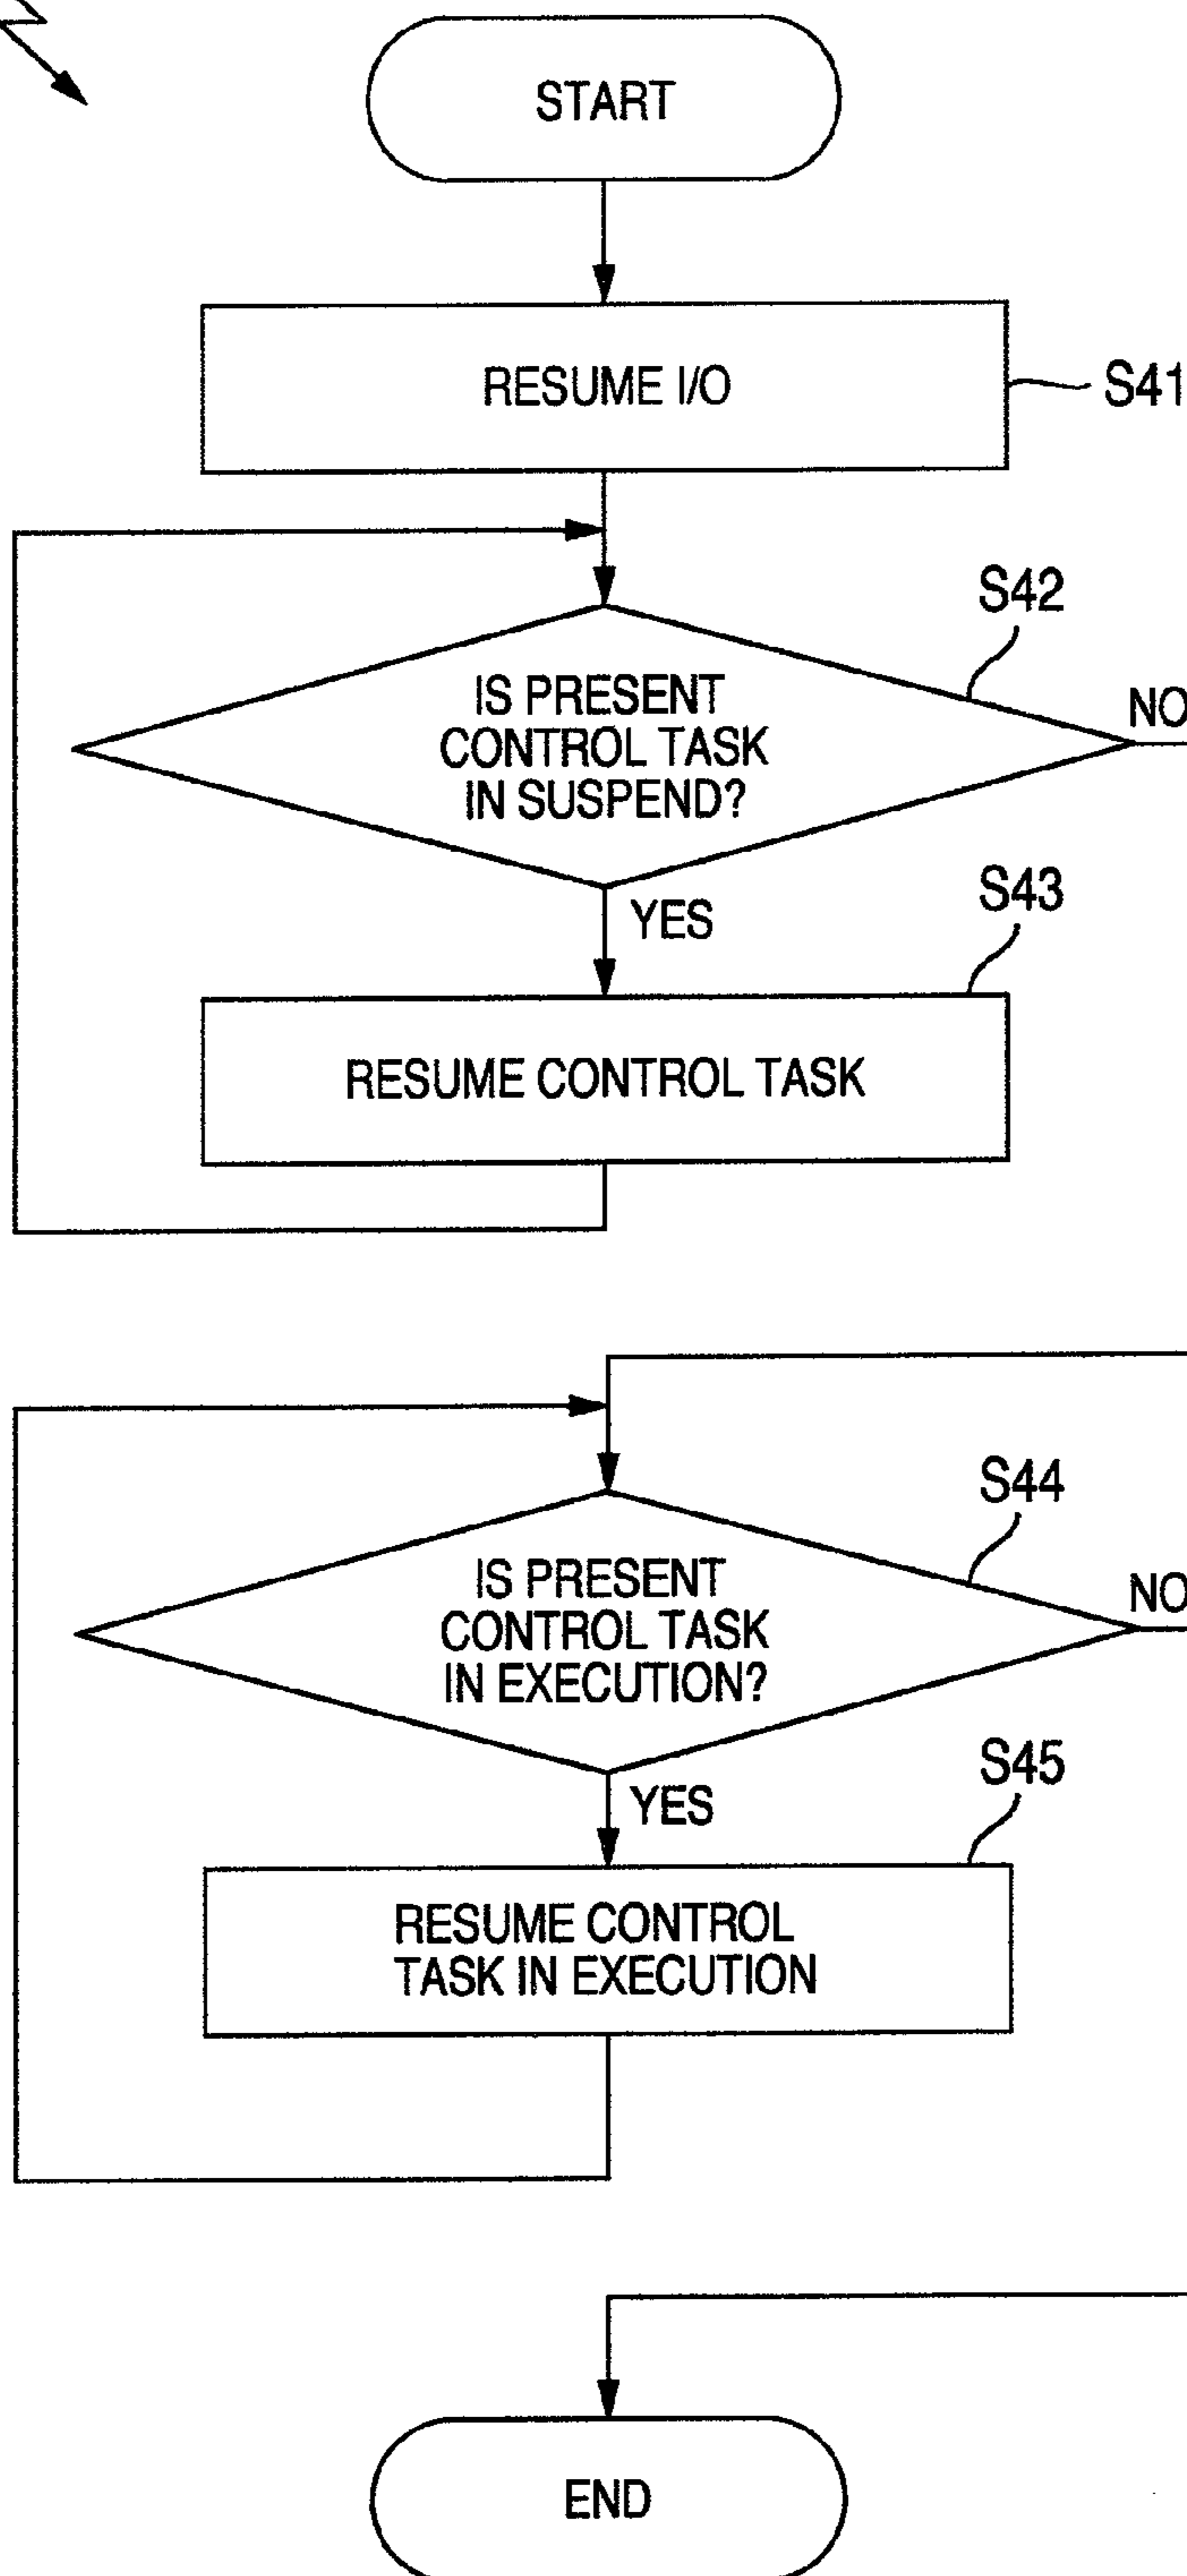 START
RESUME I/O
S41
S42
IS PRESENT
CONTROL TASK
IN SUSPEND?
NO
YES
S43
RESUME CONTROL TASK
S44
IS PRESENT
CONTROL TASK
IN EXECUTION?
NO
YES
S45
RESUME CONTROL
TASK IN EXECUTION
END